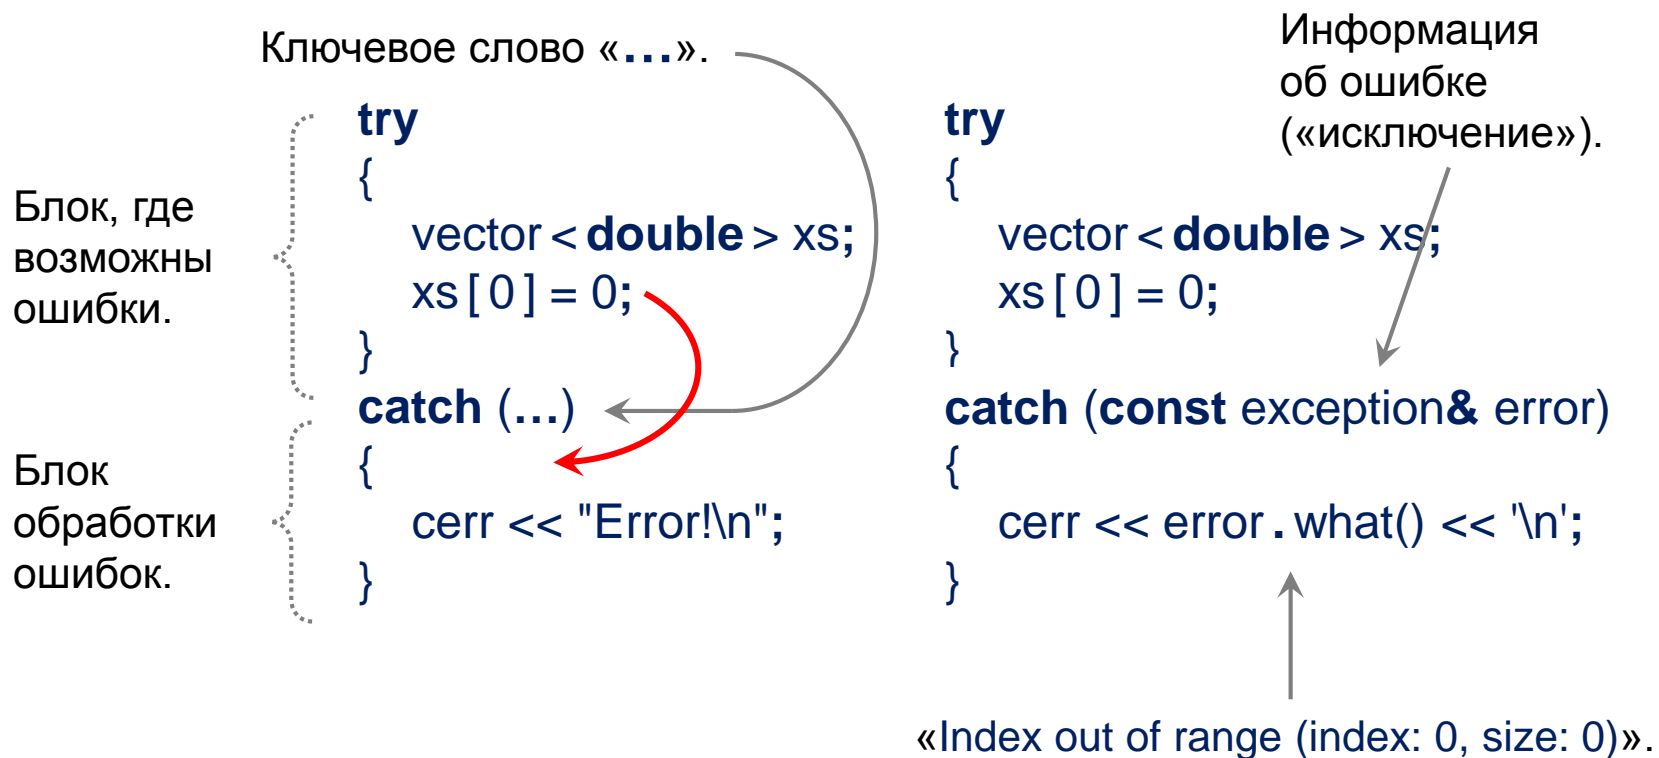 Ключевое слово «...».
Информация
об ошибке
(«исключение»).
Блок, где
возможны
ошибки.
try
{
vector < double > xs;
xs [ 0 ] = 0;
}
catch (...)
{
cerr << "Error!\n";
}
Блок
обработки
ошибок.
try
{
vector < double > xs;
xs [ 0 ] = 0;
}
catch (const exception& error)
{
cerr << error . what() << '\n';
}
«Index out of range (index: 0, size: 0)».